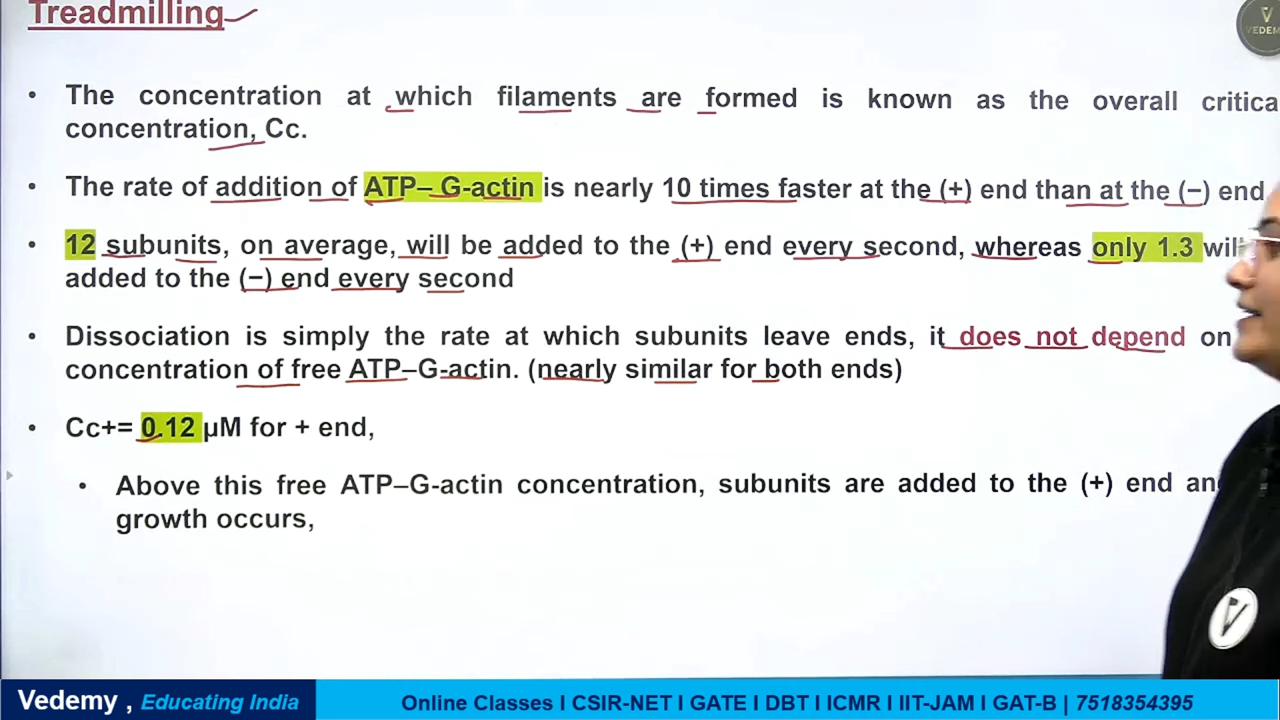 Treadmilling
VEDEM
• The concentration at which filaments are formed is known as the overall critica
concentration, Cc.
• The rate of addition of ATP– G-actin is nearly 10 times faster at the (+) end than at the (−) end
• 12 subunits, on average, will be added to the (+) end every second, whereas only 1.3 wil
added to the (−) end every second
• Dissociation is simply the rate at which subunits leave ends, it does not depend on
concentration of free ATP–G-actin. (nearly similar for both ends)
• Cc+= 0.12 µM for + end,
• Above this free ATP–G-actin concentration, subunits are added to the (+) end an
growth occurs,
Vedemy , Educating India
Online Classes I CSIR-NET I GATE I DBT I ICMR I IIT-JAM I GAT-B | 7518354395